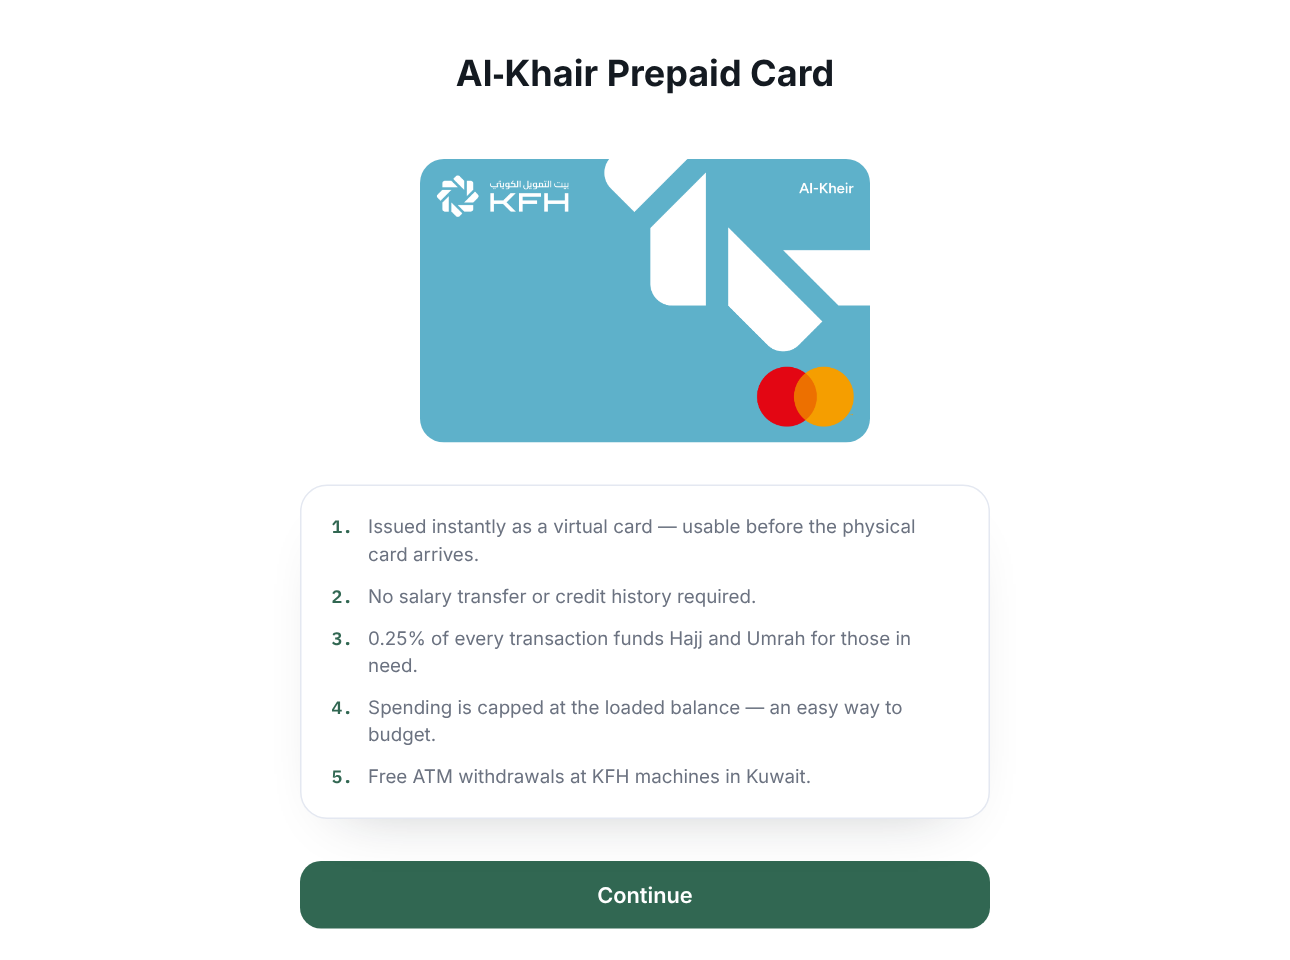 Al-Khair Prepaid Card
بيت التمويل الكويتي
KFH
Al-Kheir
1. Issued instantly as a virtual card — usable before the physical
card arrives.
2. No salary transfer or credit history required.
3. 0.25% of every transaction funds Hajj and Umrah for those in
need.
4. Spending is capped at the loaded balance — an easy way to
budget.
5. Free ATM withdrawals at KFH machines in Kuwait.
Continue